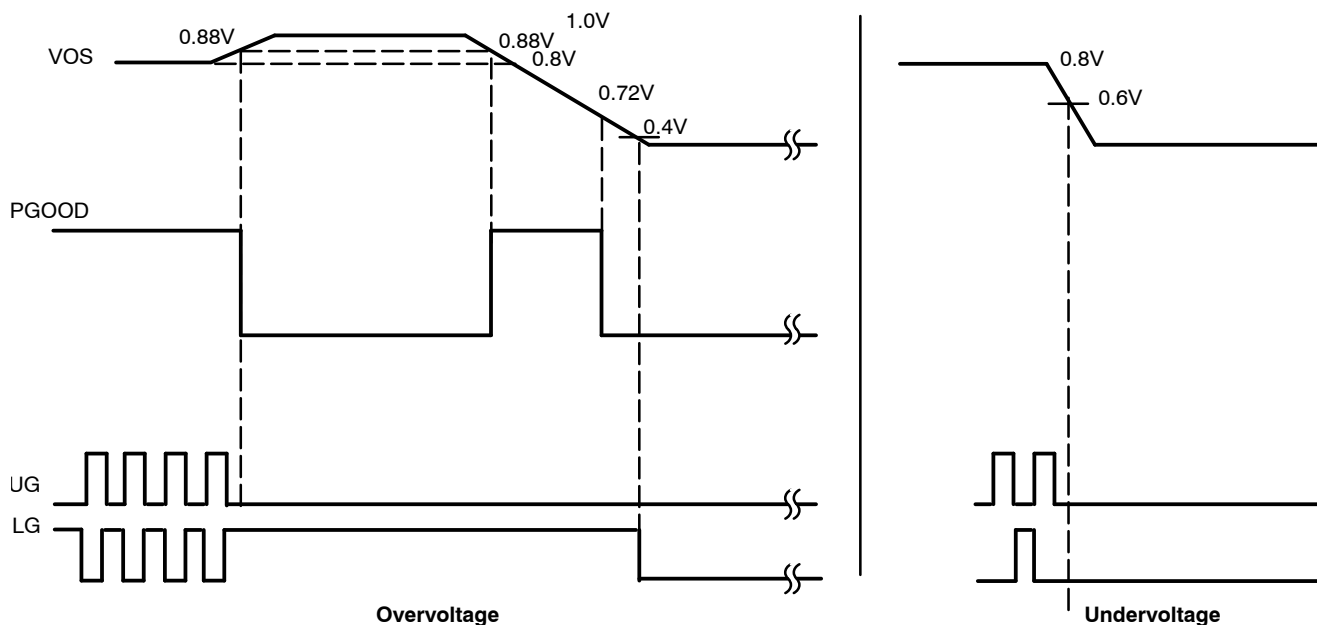 1.0V
0.88V
0.88V
VOS
0.8V
0.72V
0.4V
0.8V
0.6V
PGOOD
UG
LG
Overvoltage
Undervoltage